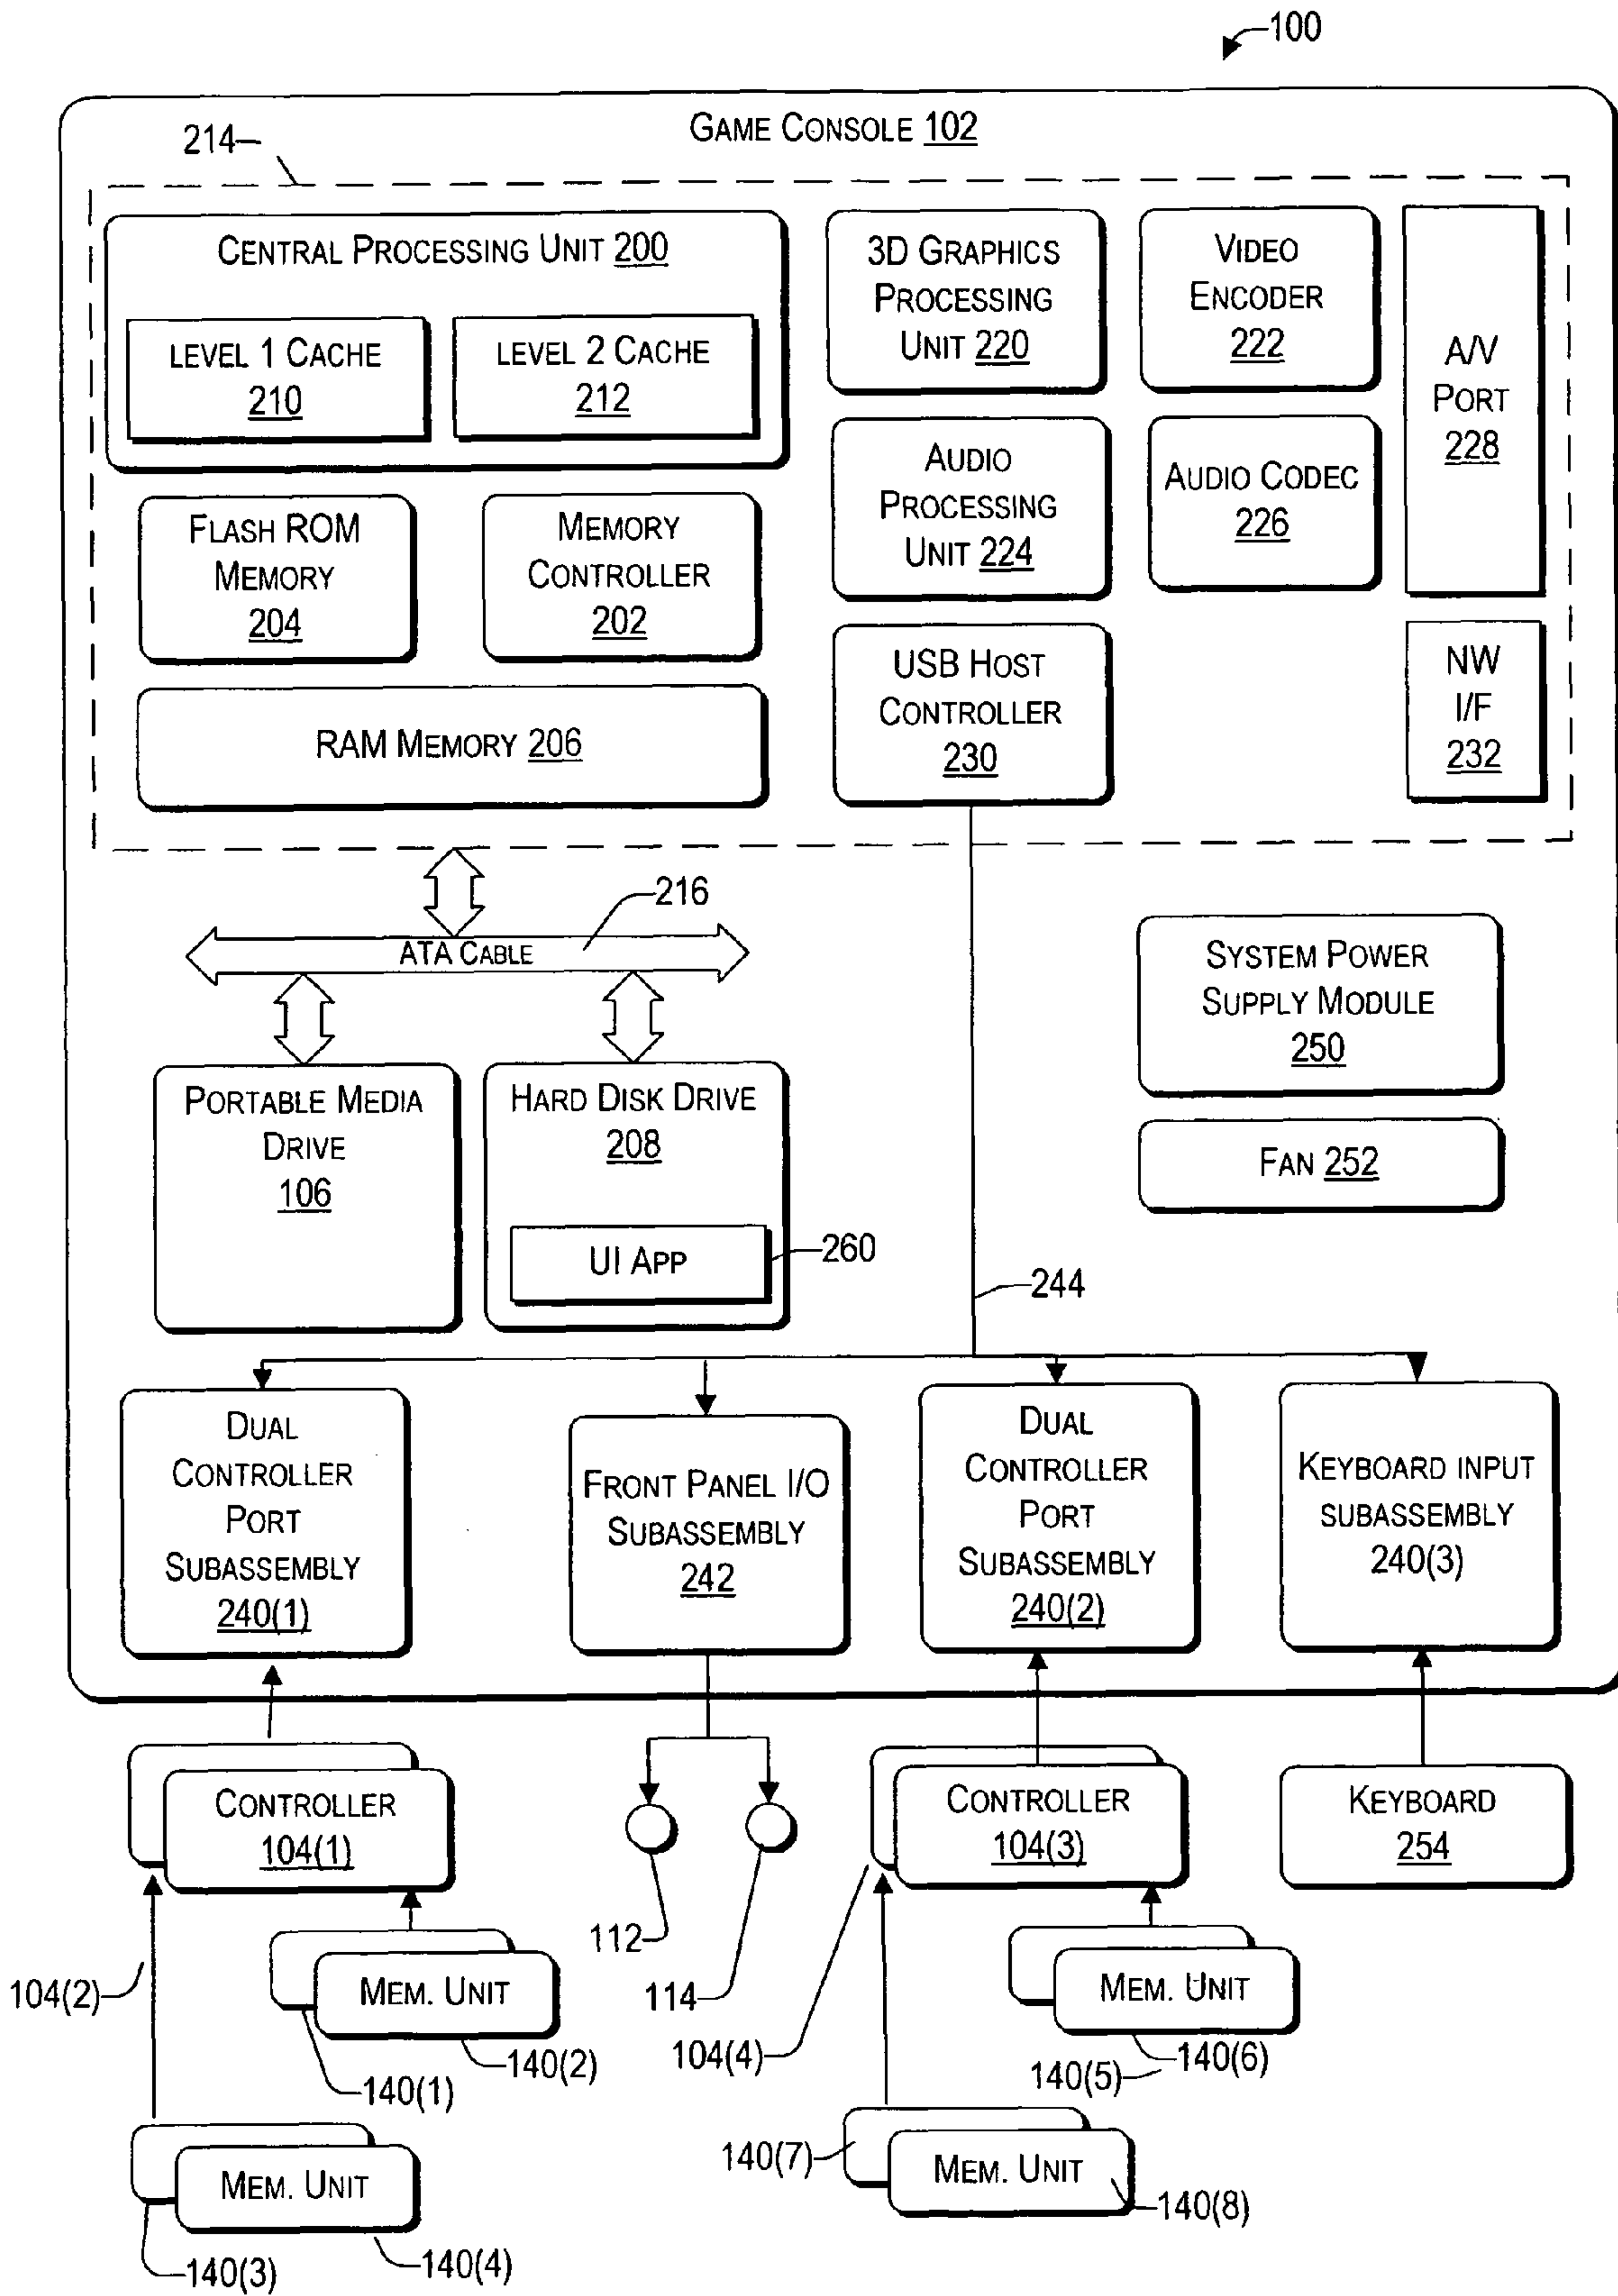 100
GAME CONSOLE 102
214
CENTRAL PROCESSING UNIT 200
LEVEL 1 CACHE
210
LEVEL 2 CACHE
212
3D GRAPHICS
PROCESSING
UNIT 220
VIDEO
ENCODER
222
A/V
PORT
228
FLASH ROM
MEMORY
204
MEMORY
CONTROLLER
202
AUDIO
PROCESSING
UNIT 224
AUDIO CODEC
226
RAM MEMORY 206
USB HOST
CONTROLLER
230
NW
I/F
232
216
ATA CABLE
SYSTEM POWER
SUPPLY MODULE
250
PORTABLE MEDIA
DRIVE
106
HARD DISK DRIVE
208
UI APP
260
FAN 252
244
DUAL
CONTROLLER
PORT
SUBASSEMBLY
240(1)
FRONT PANEL I/O
SUBASSEMBLY
242
DUAL
CONTROLLER
PORT
SUBASSEMBLY
240(2)
KEYBOARD INPUT
SUBASSEMBLY
240(3)
CONTROLLER
104(1)
CONTROLLER
104(3)
KEYBOARD
254
112
114
104(2)
MEM. UNIT
140(2)
140(1)
104(4)
MEM. UNIT
140(6)
140(5)
MEM. UNIT
140(3)
140(4)
140(7)
MEM. UNIT
140(8)